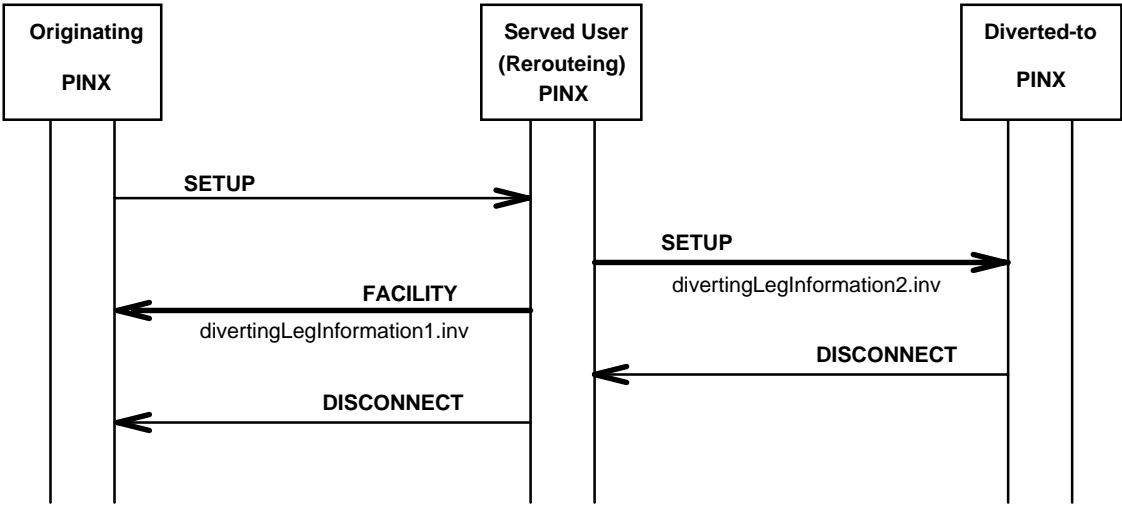 Originating
PINX
Served User
(Rerouteing)
PINX
Diverted-to
PINX
SETUP
SETUP
divertingLegInformation2.inv
FACILITY
divertingLegInformation1.inv
DISCONNECT
DISCONNECT